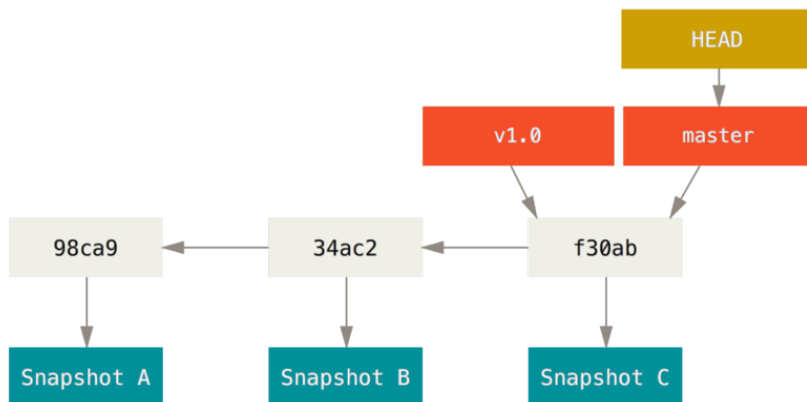 HEAD
v1.0
master
98ca9
34ac2
f30ab
Snapshot A
Snapshot B
Snapshot C